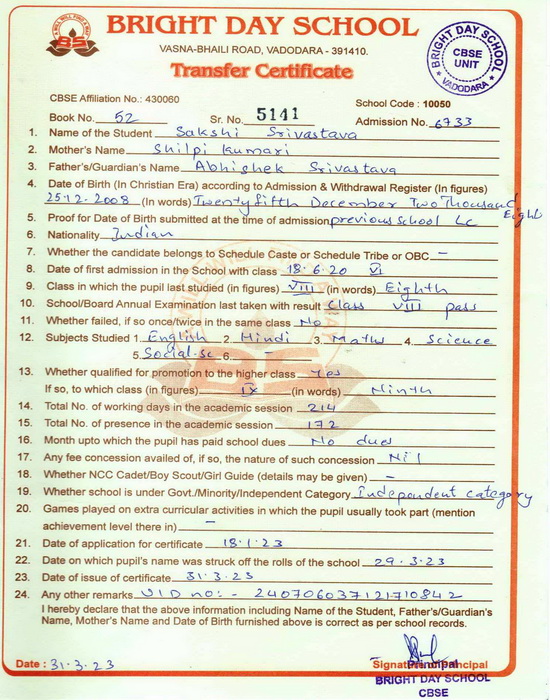 BRIGHT DAY SCHOOL
VASNA-BHAILI ROAD, VADODARA - 391410.
Transfer Certificate
BRIGHT DAY SCHOOL
CBSE
UNIT
VADODARA
CBSE Affiliation No.: 430060
School Code : 10050
Book No. 52 Sr. No. 5141 Admission No. 6733
1. Name of the Student Sakshi Srivastava
2. Mother's Name Shilpi Kumari
3. Father's/Guardian's Name Abhishek Srivastava
4. Date of Birth (In Christian Era) according to Admission & Withdrawal Register (In figures)
25-12-2008 (In words) Twenty fifth December Two Thousand Eight
5. Proof for Date of Birth submitted at the time of admission previous School Lc
6. Nationality Indian
7. Whether the candidate belongs to Schedule Caste or Schedule Tribe or OBC –
8. Date of first admission in the School with class 18.6.20 VI
9. Class in which the pupil last studied (in figures) VIII (in words) Eighth
10. School/Board Annual Examination last taken with result Class VIII pass
11. Whether failed, if so once/twice in the same class No
12. Subjects Studied 1. English 2. Hindi 3. Maths 4. Science
5. Social-sc 6. –
13. Whether qualified for promotion to the higher class Yes
If so, to which class (in figures) IX (in words) Ninth
14. Total No. of working days in the academic session 214
15. Total No. of presence in the academic session 172
16. Month upto which the pupil has paid school dues No dues
17. Any fee concession availed of, if so, the nature of such concession Nil
18. Whether NCC Cadet/Boy Scout/Girl Guide (details may be given) –
19. Whether school is under Govt./Minority/Independent Category Independent category
20. Games played on extra curricular activities in which the pupil usually took part (mention
achievement level there in) –
21. Date of application for certificate 18.1.23
22. Date on which pupil's name was struck off the rolls of the school 29.3.23
23. Date of issue of certificate 31.3.23
24. Any other remarks UID no:- 240706037121710842
I hereby declare that the above information including Name of the Student, Father's/Guardian's
Name, Mother's Name and Date of Birth furnished above is correct as per school records.
Date : 31.3.23
Signature Principal
Principal
BRIGHT DAY SCHOOL
CBSE